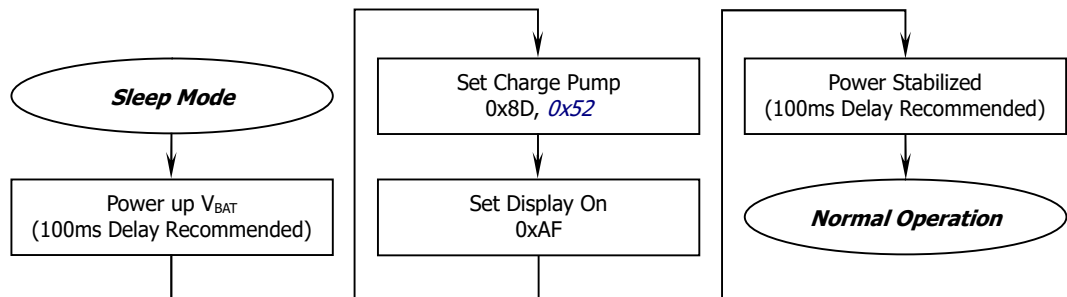 Sleep Mode
Power up VBAT
(100ms Delay Recommended)
Set Charge Pump
0x8D, 0x52
Set Display On
0xAF
Power Stabilized
(100ms Delay Recommended)
Normal Operation